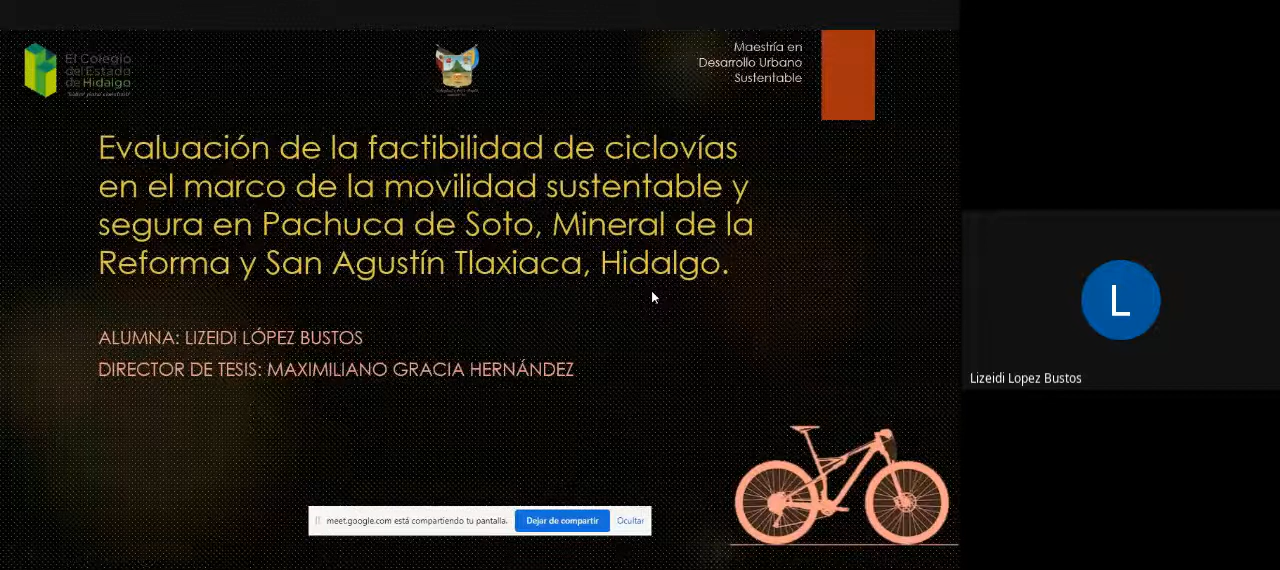 El Colegio
del Estado
de Hidalgo
Maestría en
Desarrollo Urbano
Sustentable
Evaluación de la factibilidad de ciclovías
en el marco de la movilidad sustentable y
segura en Pachuca de Soto, Mineral de la
Reforma y San Agustín Tlaxiaca, Hidalgo.
ALUMNA: LIZEIDI LÓPEZ BUSTOS
DIRECTOR DE TESIS: MAXIMILIANO GRACIA HERNÁNDEZ
L
Lizeidi Lopez Bustos
meet.google.com está compartiendo tu pantalla. Dejar de compartir Ocultar